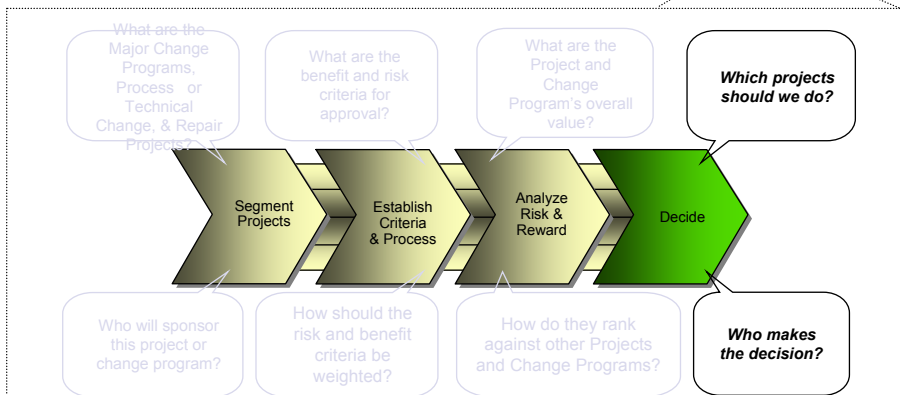 What are the
Major Change
Programs,
Process or
Technical
Change, & Repair
Projects?
What are the
benefit and risk
criteria for
approval?
What are the
Project and
Change
Program's overall
value?
Which projects
should we do?
Segment
Projects
Establish
Criteria
& Process
Analyze
Risk &
Reward
Decide
Who will sponsor
this project or
change program?
How should the
risk and benefit
criteria be
weighted?
How do they rank
against other Projects
and Change Programs?
Who makes
the decision?